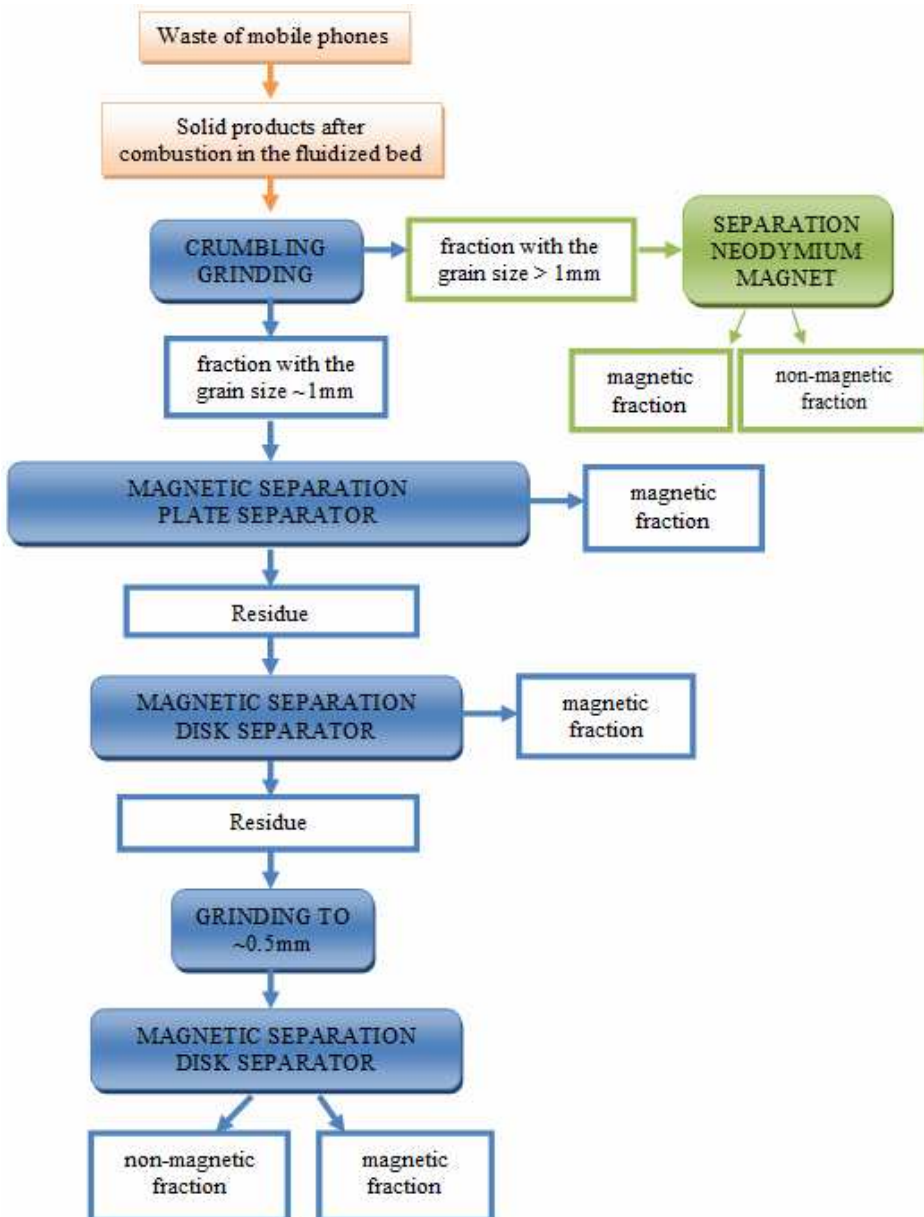 Waste of mobile phones
Solid products after
combustion in the fluidized bed
CRUMBLING
GRINDING
fraction with the
grain size > 1mm
SEPARATION
NEODYMIUM
MAGNET
fraction with the
grain size ~1mm
magnetic
fraction
non-magnetic
fraction
MAGNETIC SEPARATION
PLATE SEPARATOR
magnetic
fraction
Residue
MAGNETIC SEPARATION
DISK SEPARATOR
magnetic
fraction
Residue
GRINDING TO
~0.5mm
MAGNETIC SEPARATION
DISK SEPARATOR
non-magnetic
fraction
magnetic
fraction